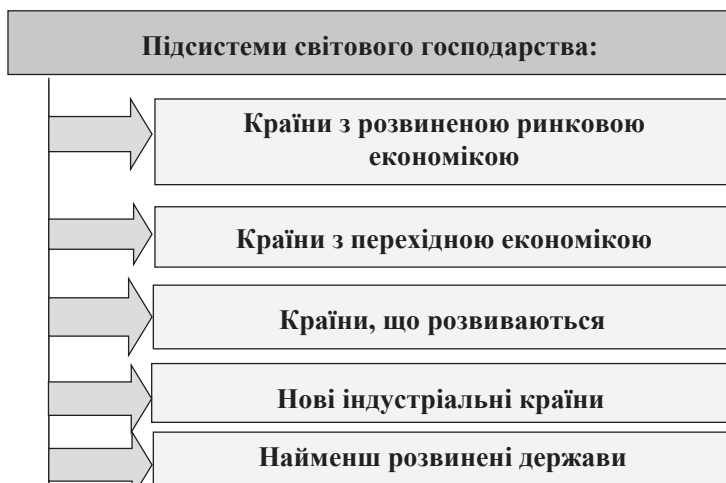 Підсистеми світового господарства:
Країни з розвиненою ринковою
економікою
Країни з перехідною економікою
Країни, що розвиваються
Нові індустріальні країни
Найменш розвинені держави